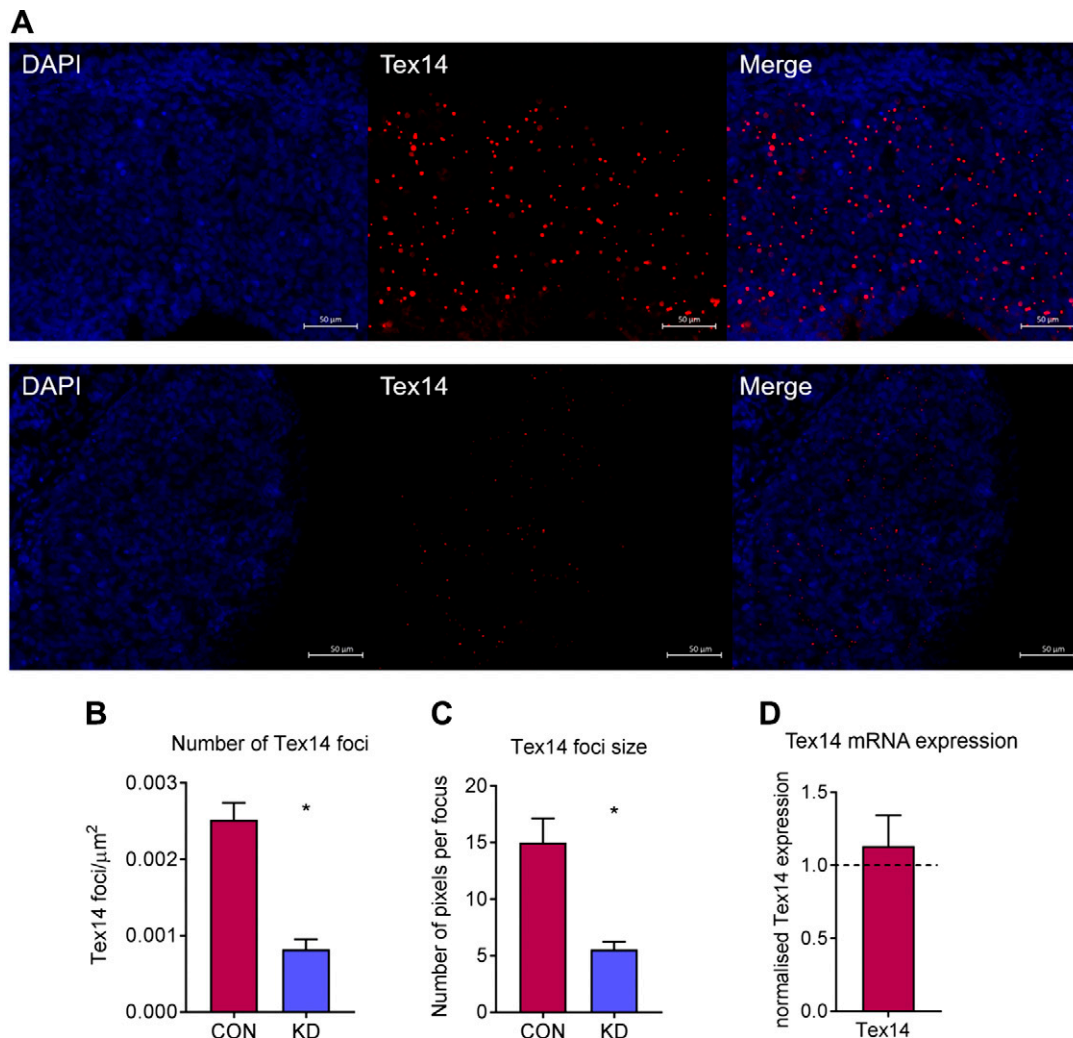 A
DAPI Tex14 Merge
50 µm 50 µm 50 µm
DAPI Tex14 Merge
50 µm 50 µm 50 µm
B
Number of Tex14 foci
Tex14 foci/µm²
0.003
0.002
0.001
0.000
*
CON KD
C
Tex14 foci size
Number of pixels per focus
20
15
10
5
0
*
CON KD
D
Tex14 mRNA expression
normalised Tex14 expression
1.5
1.0
0.5
0.0
Tex14